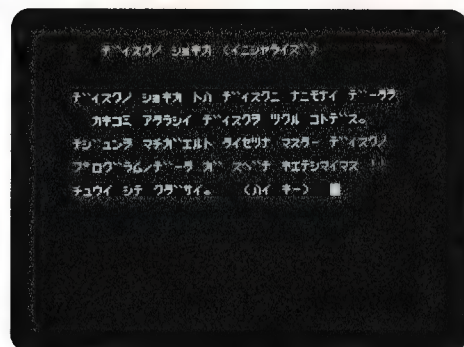 ディスクノ ショキカ (イニシャライズ)
ディスクノ ショキカ トハ ディスクニ ナニモナイ データヲ
カキコミ アタラシイ ディスクヲ ツクル コトデス。
テジュンヲ マチガエルト タイセツナ マスター ディスクノ
プログラム/データ ガ スベテ キエテシマイマス !!
チュウイ シテ クダサイ。 (ハイ キー)